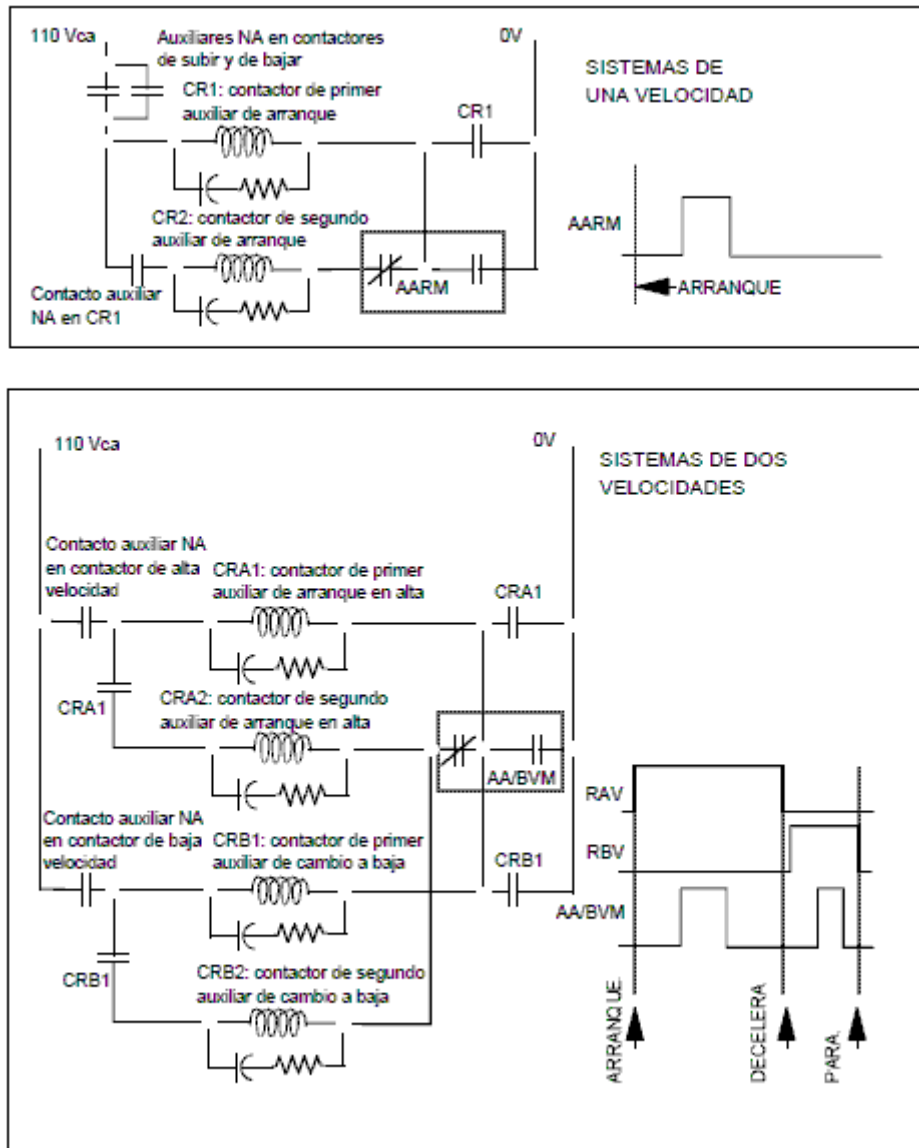 110 Vca
Auxiliares NA en contactores
de subir y de bajar
0V
SISTEMAS DE
UNA VELOCIDAD
CR1: contactor de primer
auxiliar de arranque
CR1
CR2: contactor de segundo
auxiliar de arranque
AARM
AARM
ARRANQUE
Contacto auxiliar
NA en CR1
110 Vca
0V
SISTEMAS DE DOS
VELOCIDADES
Contacto auxiliar NA
en contactor de alta
velocidad
CRA1: contactor de primer
auxiliar de arranque en alta
CRA1
CRA1
CRA2: contactor de segundo
auxiliar de arranque en alta
AA/BVM
RAV
Contacto auxiliar NA
en contactor de baja
velocidad
CRB1: contactor de primer
auxiliar de cambio a baja
CRB1
RBV
AA/BVM
CRB1
CRB2: contactor de segundo
auxiliar de cambio a baja
ARRANQUE.
DECELERA
PARA.